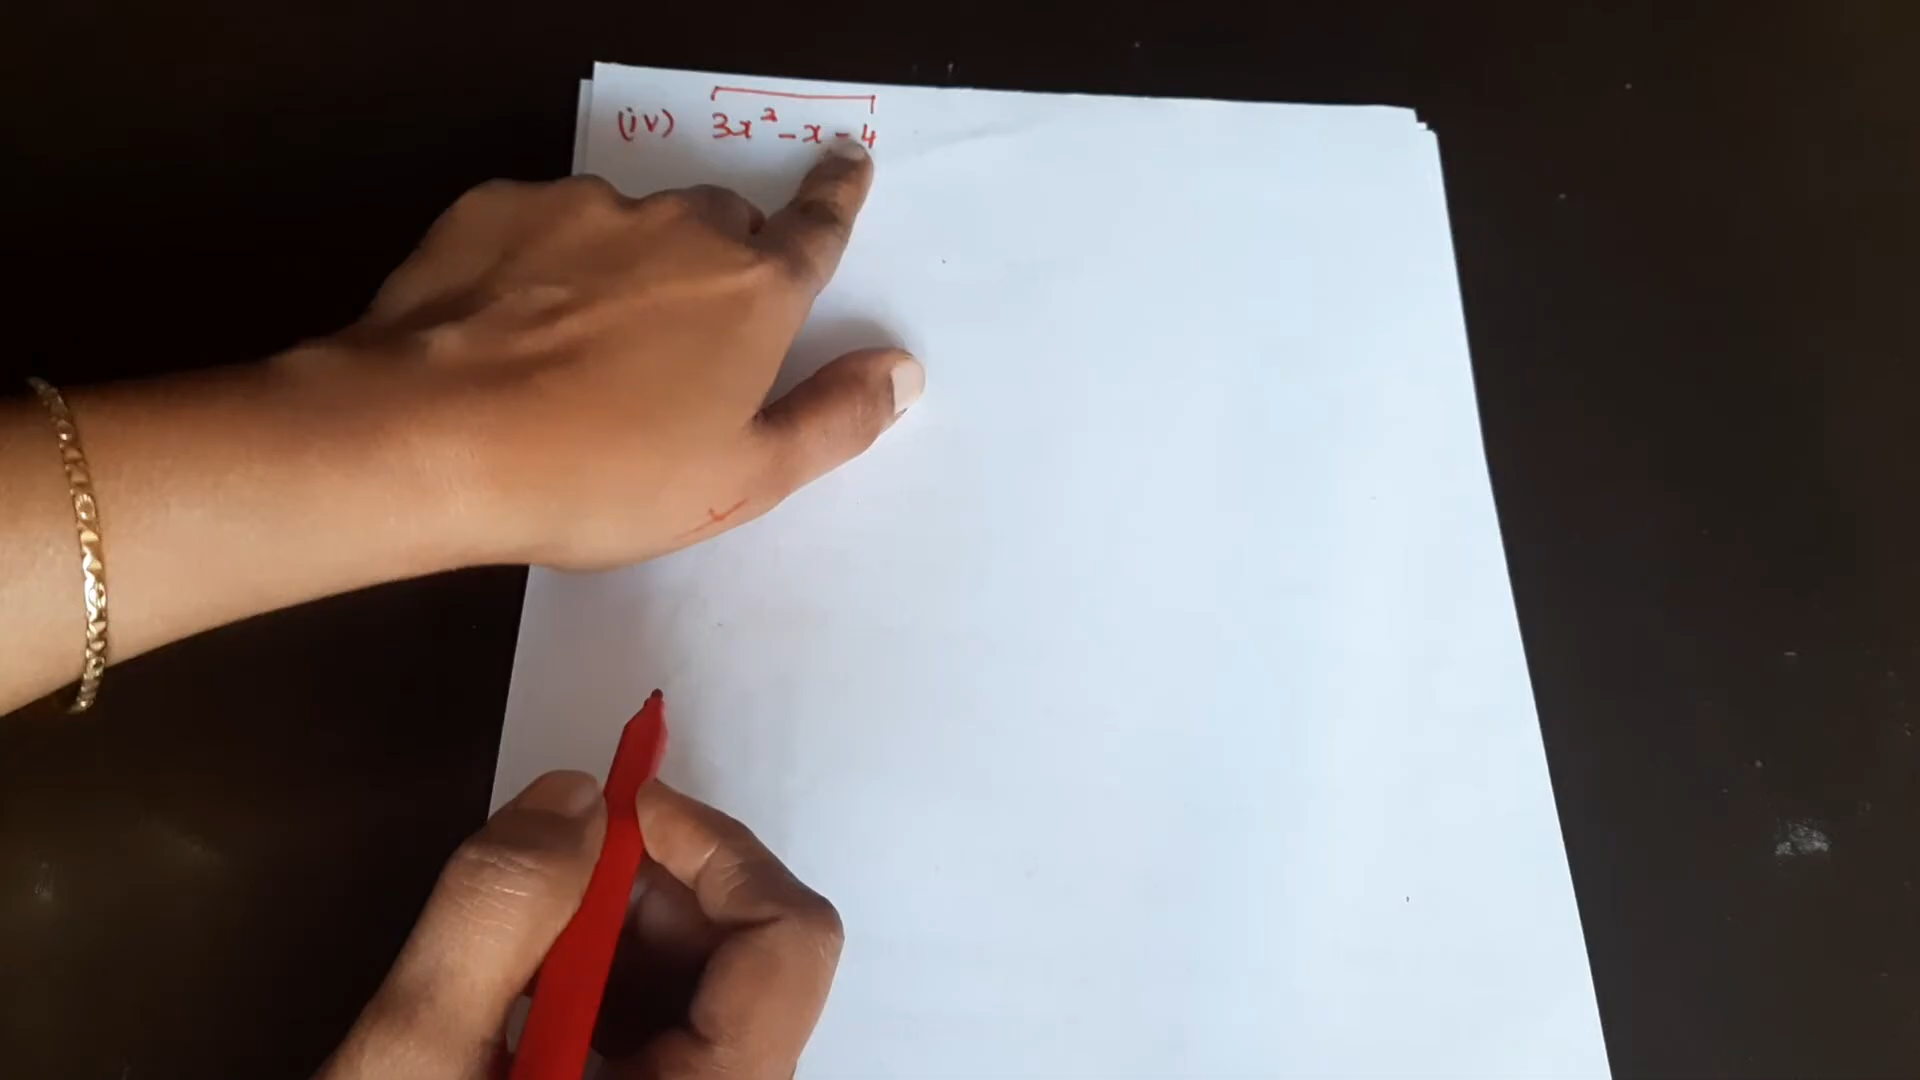 (iv) 3x² - x - 4